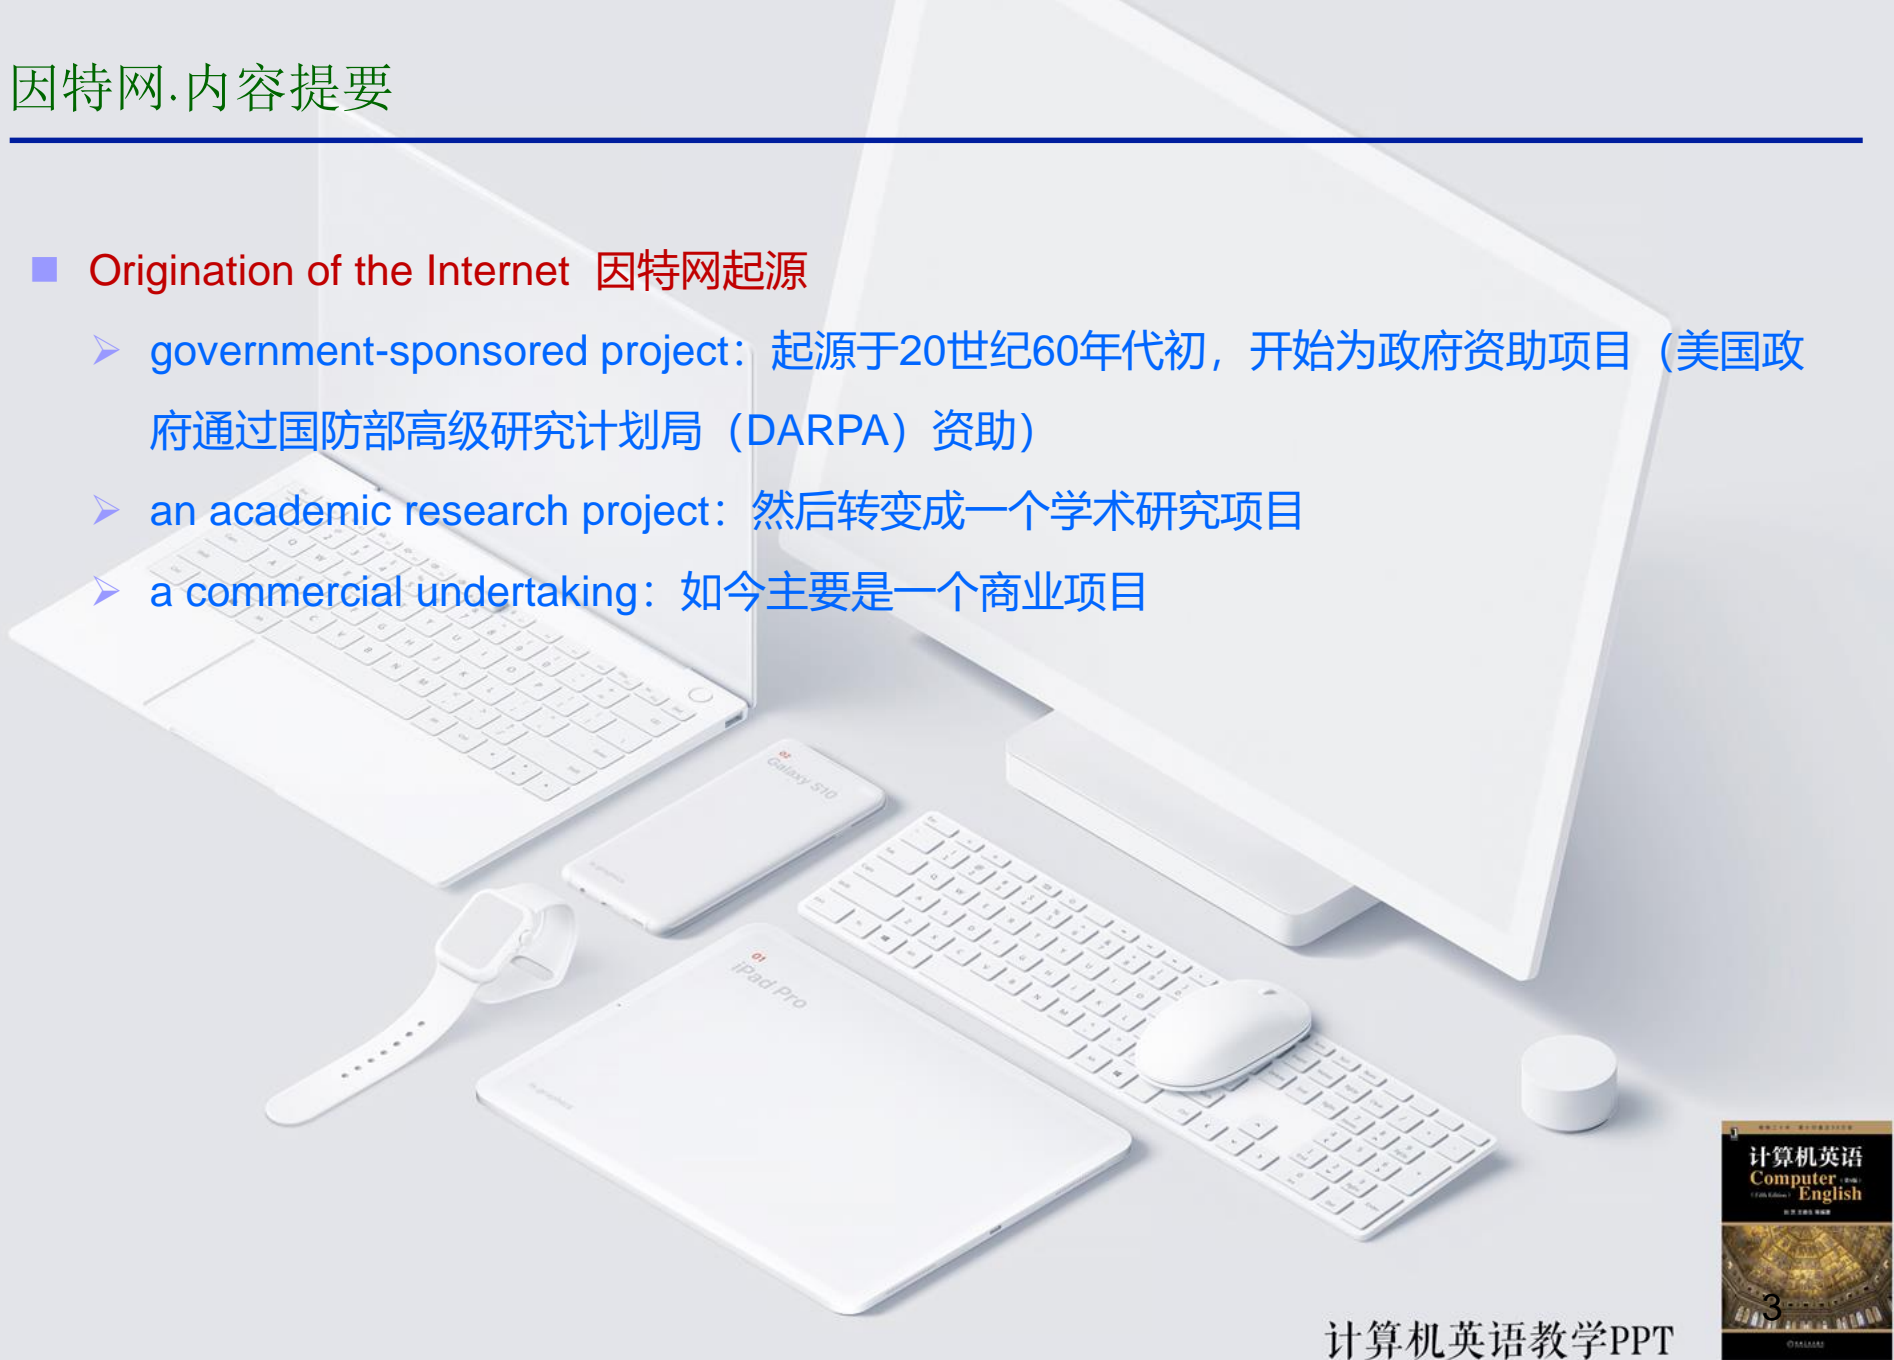 因特网.内容提要
Origination of the Internet 因特网起源
government-sponsored project：起源于20世纪60年代初，开始为政府资助项目（美国政
府通过国防部高级研究计划局（DARPA）资助）
an academic research project：然后转变成一个学术研究项目
a commercial undertaking：如今主要是一个商业项目
02
Galaxy S10
01
iPad Pro
计算机英语
Computer
English
3
计算机英语教学PPT